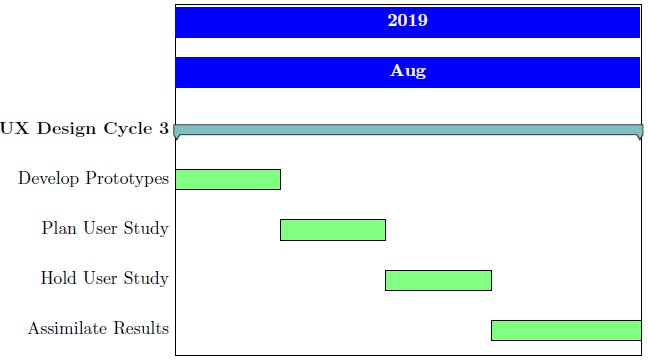 2019
Aug
UX Design Cycle 3
Develop Prototypes
Plan User Study
Hold User Study
Assimilate Results